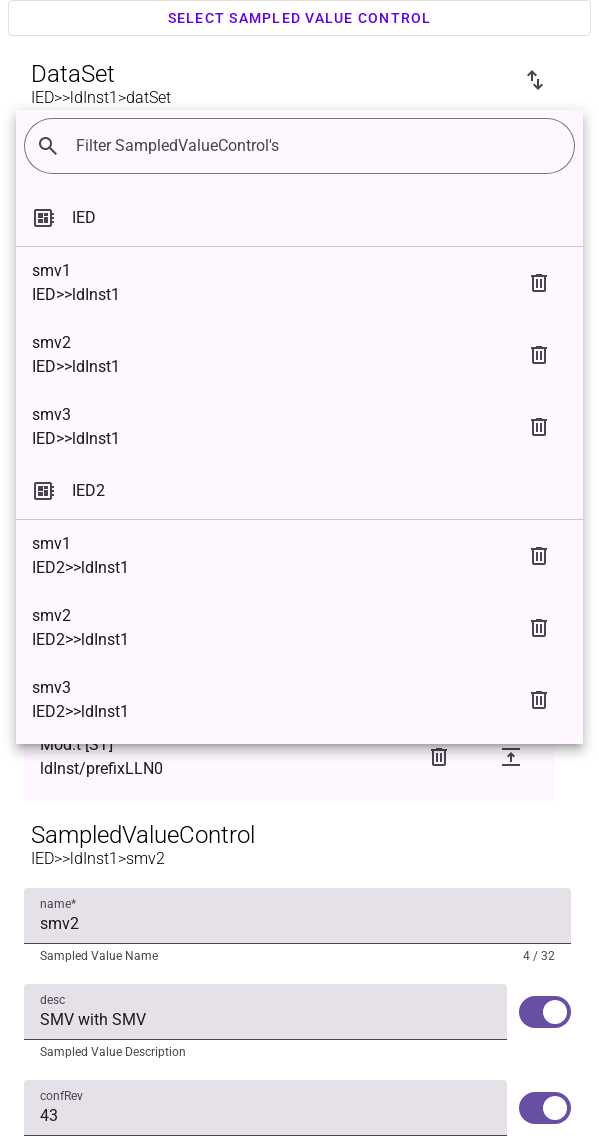 SELECT SAMPLED VALUE CONTROL
DataSet
IED>>ldInst1>datSet
Filter SampledValueControl's
IED
smv1
IED>>ldInst1
smv2
IED>>ldInst1
smv3
IED>>ldInst1
IED2
smv1
IED2>>ldInst1
smv2
IED2>>ldInst1
smv3
IED2>>ldInst1
Mod.t [ST]
ldInst/prefixLLN0
SampledValueControl
IED>>ldInst1>smv2
name*
smv2
Sampled Value Name
4 / 32
desc
SMV with SMV
Sampled Value Description
confRev
43